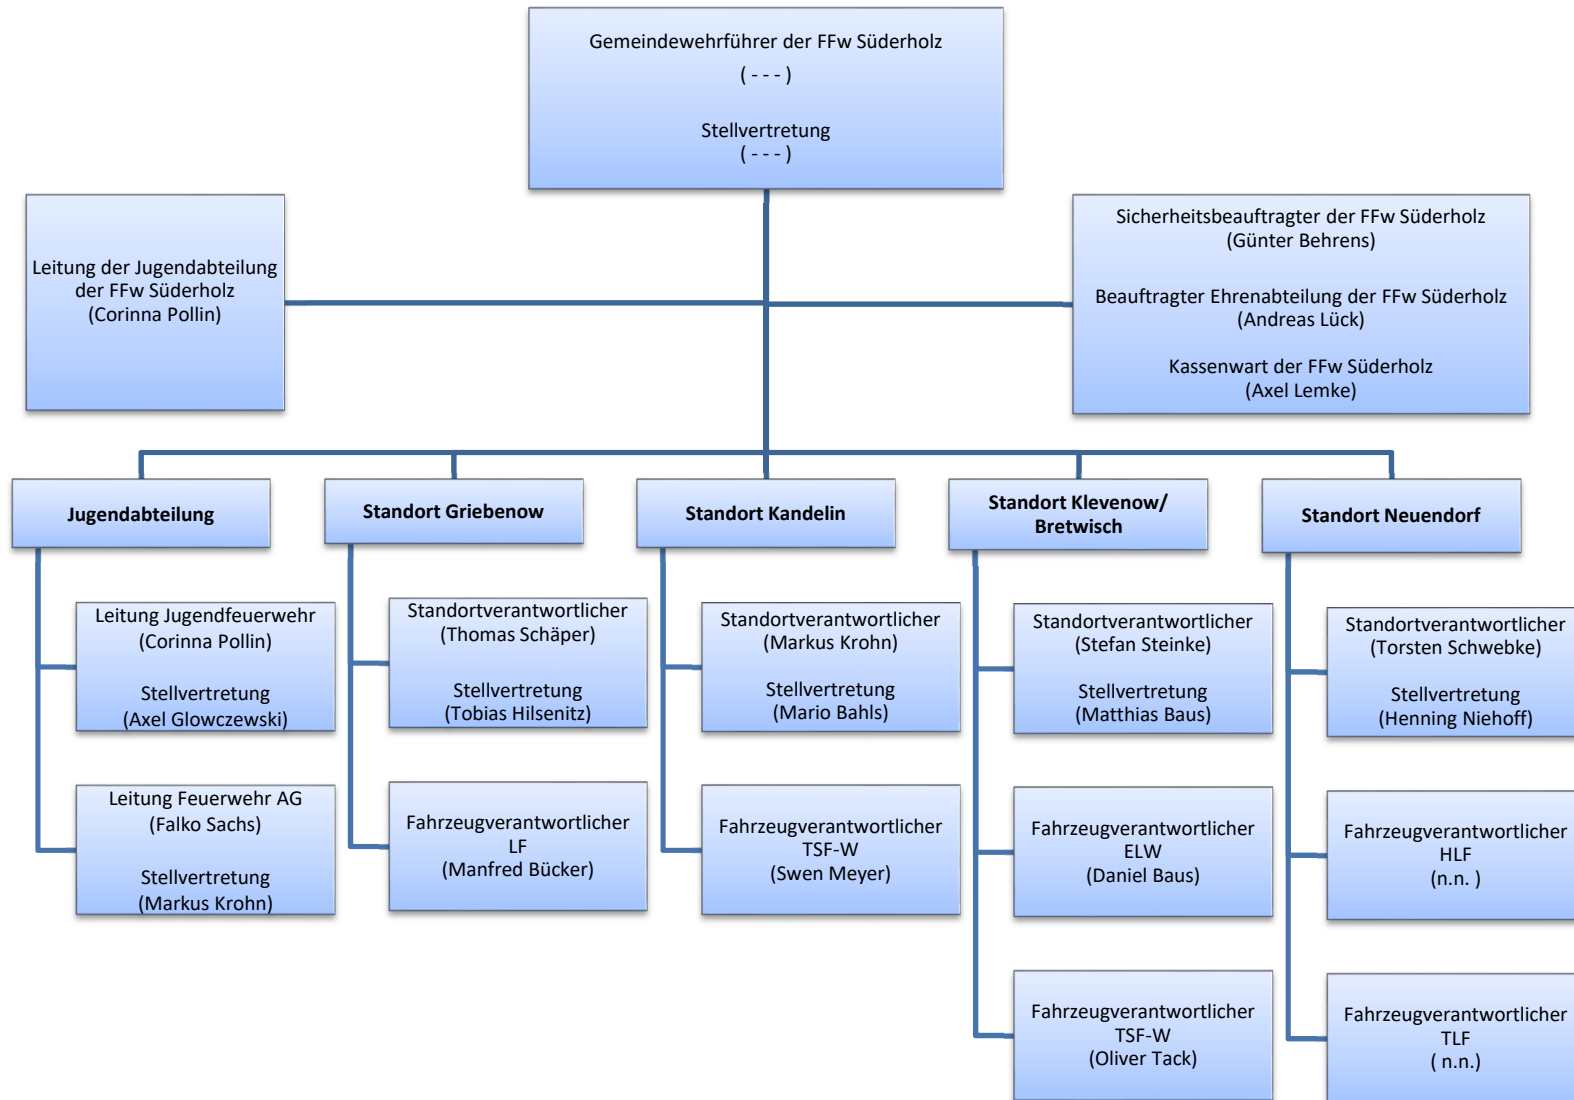 Gemeindewehrführer der FFw Süderholz
( - - - )
Stellvertretung
( - - - )
Leitung der Jugendabteilung
der FFw Süderholz
(Corinna Pollin)
Sicherheitsbeauftragter der FFw Süderholz
(Günter Behrens)
Beauftragter Ehrenabteilung der FFw Süderholz
(Andreas Lück)
Kassenwart der FFw Süderholz
(Axel Lemke)
Jugendabteilung
Leitung Jugendfeuerwehr
(Corinna Pollin)
Stellvertretung
(Axel Glowczewski)
Leitung Feuerwehr AG
(Falko Sachs)
Stellvertretung
(Markus Krohn)
Standort Griebenow
Standortverantwortlicher
(Thomas Schäper)
Stellvertretung
(Tobias Hilsenitz)
Fahrzeugverantwortlicher
LF
(Manfred Bücker)
Standort Kandelin
Standortverantwortlicher
(Markus Krohn)
Stellvertretung
(Mario Bahls)
Fahrzeugverantwortlicher
TSF-W
(Swen Meyer)
Standort Klevenow/
Bretwisch
Standortverantwortlicher
(Stefan Steinke)
Stellvertretung
(Matthias Baus)
Fahrzeugverantwortlicher
ELW
(Daniel Baus)
Fahrzeugverantwortlicher
TSF-W
(Oliver Tack)
Standort Neuendorf
Standortverantwortlicher
(Torsten Schwebke)
Stellvertretung
(Henning Niehoff)
Fahrzeugverantwortlicher
HLF
(n.n. )
Fahrzeugverantwortlicher
TLF
( n.n.)